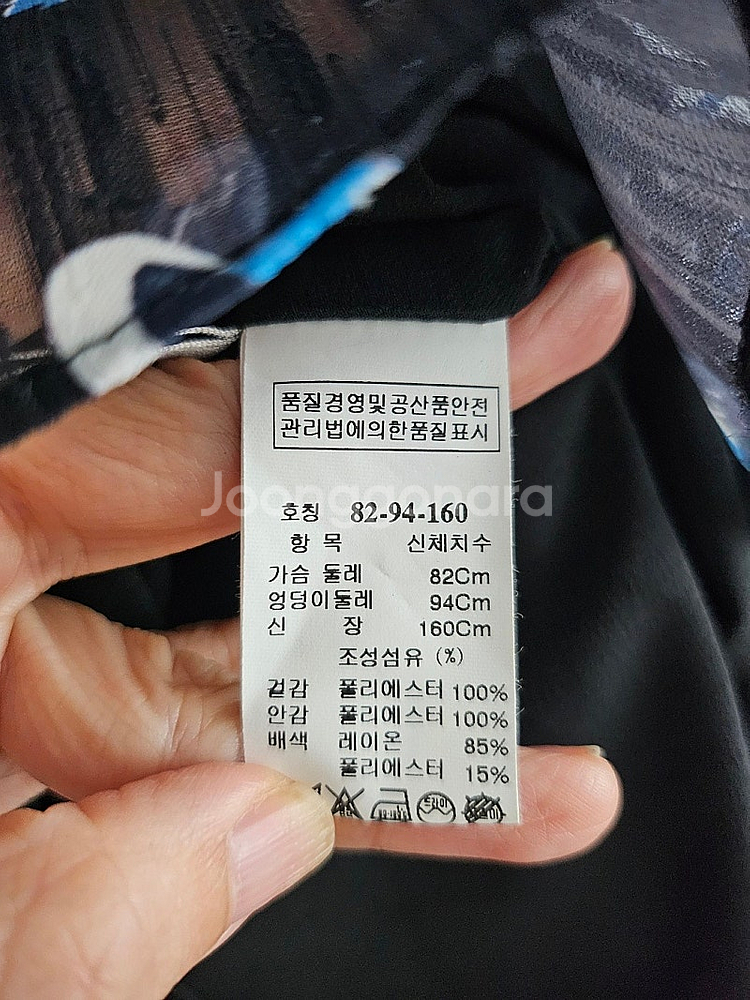 품질경영및공산품안전
관리법에의한품질표시
Joonggonara
호칭 82-94-160
항 목 신체치수
가슴 둘레 82Cm
엉덩이둘레 94Cm
신 장 160Cm
조성섬유 (%)
겉감 폴리에스터 100%
안감 폴리에스터 100%
배색 레이온 85%
폴리에스터 15%
드라이